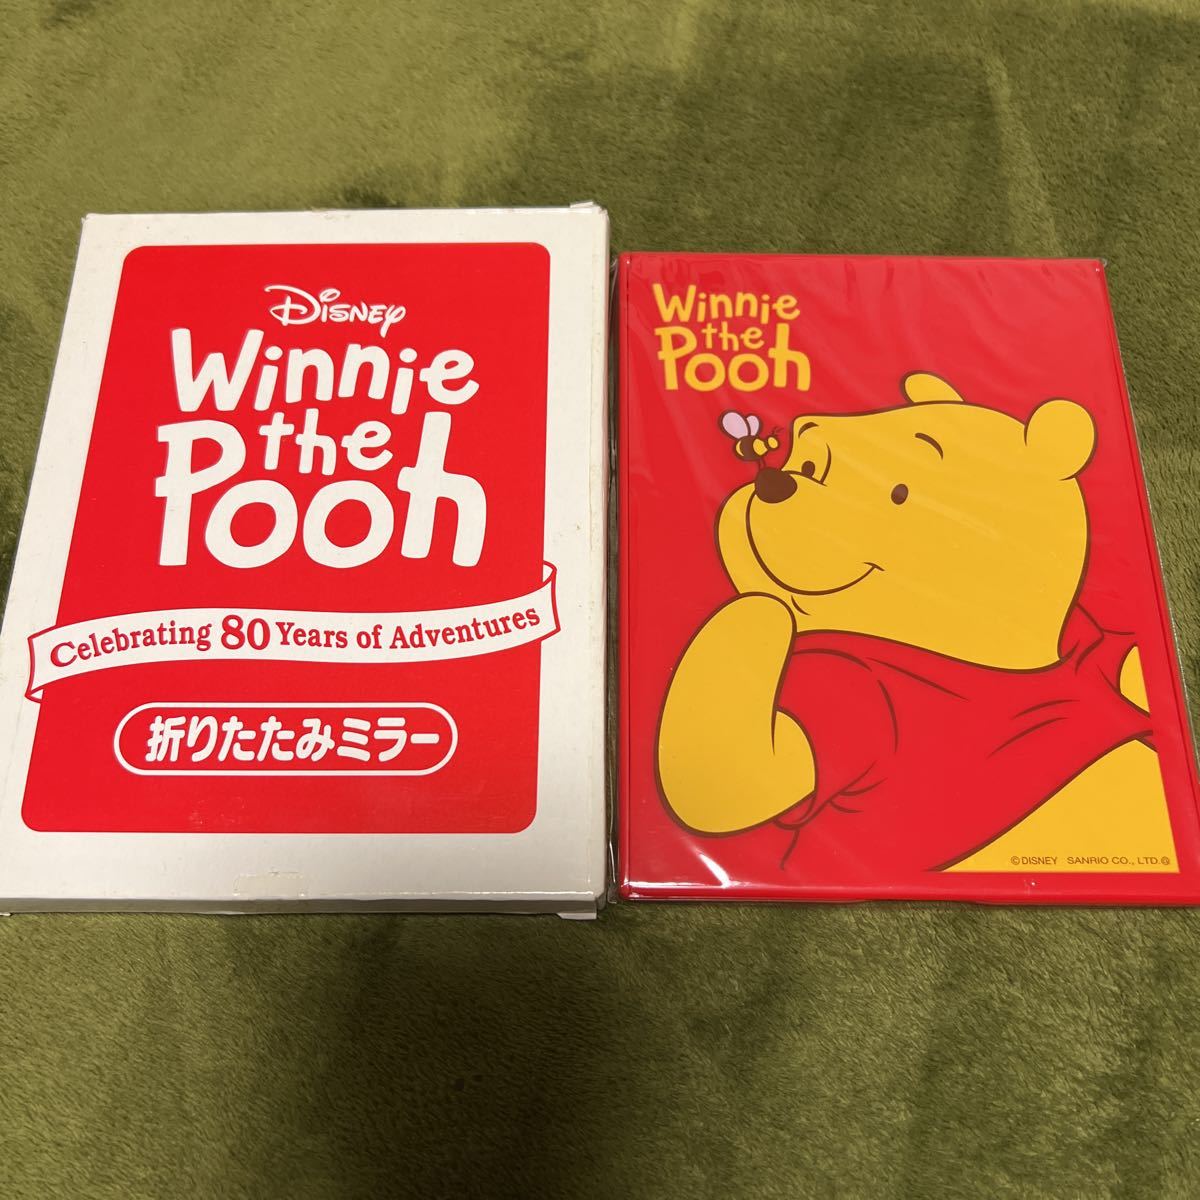 Disney
Winnie
the
Pooh
Celebrating 80 Years of Adventures
折りたたみミラー
Winnie
the
Pooh
©DISNEY SANRIO CO., LTD.@